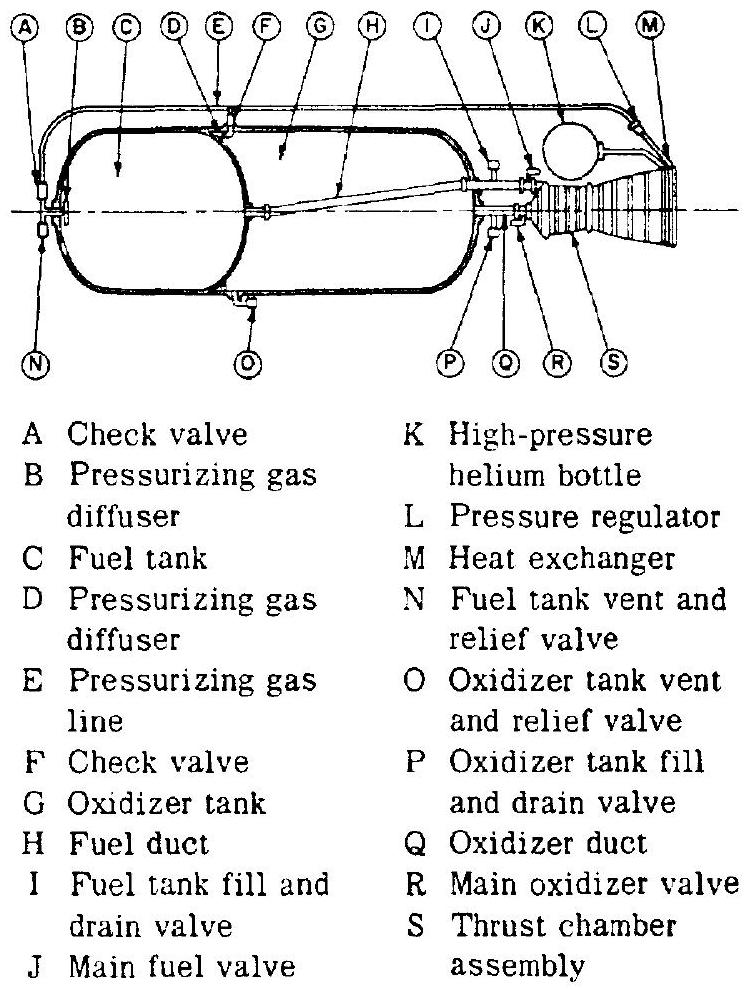 A B C D E F G H I J K L M
N O P Q R S
A Check valve
B Pressurizing gas
diffuser
C Fuel tank
D Pressurizing gas
diffuser
E Pressurizing gas
line
F Check valve
G Oxidizer tank
H Fuel duct
I Fuel tank fill and
drain valve
J Main fuel valve
K High-pressure
helium bottle
L Pressure regulator
M Heat exchanger
N Fuel tank vent and
relief valve
O Oxidizer tank vent
and relief valve
P Oxidizer tank fill
and drain valve
Q Oxidizer duct
R Main oxidizer valve
S Thrust chamber
assembly